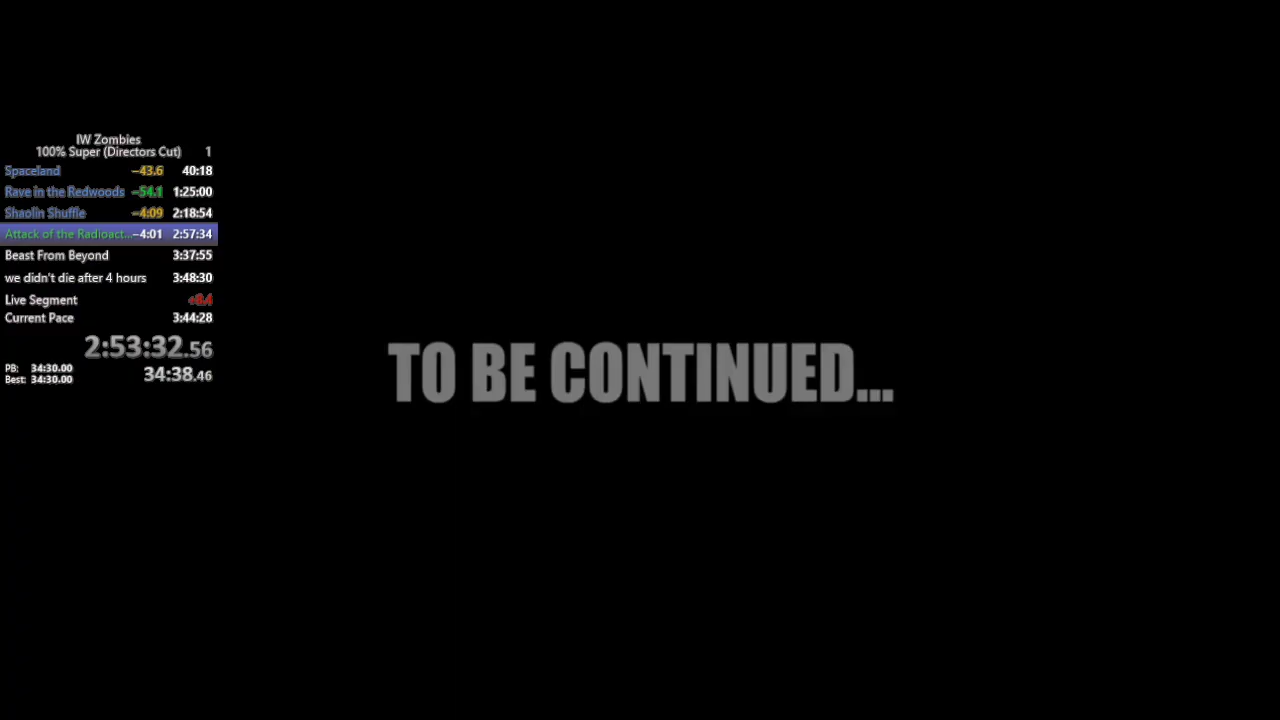 IW Zombies
100% Super (Directors Cut) 1
Spaceland −43.6 40:18
Rave in the Redwoods −54.1 1:25:00
Shaolin Shuffle −4:09 2:18:54
Attack of the Radioact... −4:01 2:57:34
Beast From Beyond 3:37:55
we didn't die after 4 hours 3:48:30
Live Segment +8.4
Current Pace 3:44:28
2:53:32.56
PB: 34:30.00
Best: 34:30.00
34:38.46
TO BE CONTINUED...